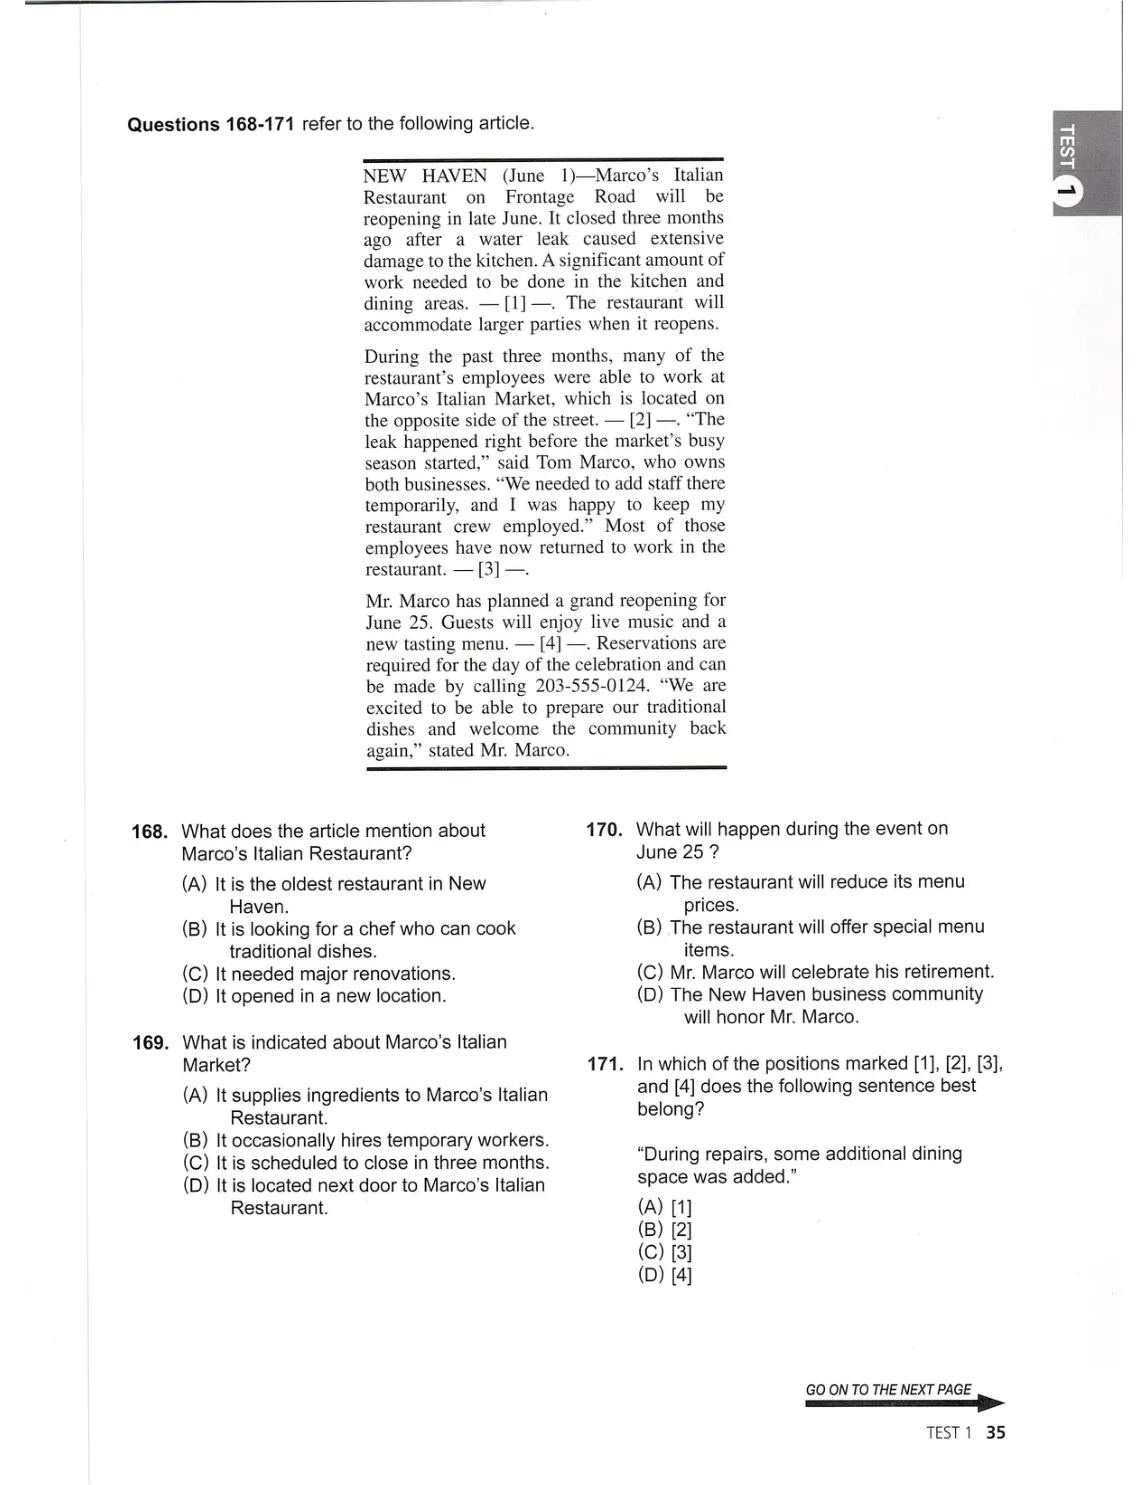 Questions 168-171 refer to the following article.
TEST 1
NEW HAVEN (June 1)—Marco's Italian
Restaurant on Frontage Road will be
reopening in late June. It closed three months
ago after a water leak caused extensive
damage to the kitchen. A significant amount of
work needed to be done in the kitchen and
dining areas. — [1] —. The restaurant will
accommodate larger parties when it reopens.
During the past three months, many of the
restaurant's employees were able to work at
Marco's Italian Market, which is located on
the opposite side of the street. — [2] —. “The
leak happened right before the market's busy
season started,” said Tom Marco, who owns
both businesses. “We needed to add staff there
temporarily, and I was happy to keep my
restaurant crew employed.” Most of those
employees have now returned to work in the
restaurant. — [3] —.
Mr. Marco has planned a grand reopening for
June 25. Guests will enjoy live music and a
new tasting menu. — [4] —. Reservations are
required for the day of the celebration and can
be made by calling 203-555-0124. “We are
excited to be able to prepare our traditional
dishes and welcome the community back
again,” stated Mr. Marco.
168. What does the article mention about
Marco's Italian Restaurant?
(A) It is the oldest restaurant in New
Haven.
(B) It is looking for a chef who can cook
traditional dishes.
(C) It needed major renovations.
(D) It opened in a new location.
169. What is indicated about Marco's Italian
Market?
(A) It supplies ingredients to Marco's Italian
Restaurant.
(B) It occasionally hires temporary workers.
(C) It is scheduled to close in three months.
(D) It is located next door to Marco's Italian
Restaurant.
170. What will happen during the event on
June 25 ?
(A) The restaurant will reduce its menu
prices.
(B) The restaurant will offer special menu
items.
(C) Mr. Marco will celebrate his retirement.
(D) The New Haven business community
will honor Mr. Marco.
171. In which of the positions marked [1], [2], [3],
and [4] does the following sentence best
belong?
“During repairs, some additional dining
space was added.”
(A) [1]
(B) [2]
(C) [3]
(D) [4]
GO ON TO THE NEXT PAGE
TEST 1 35